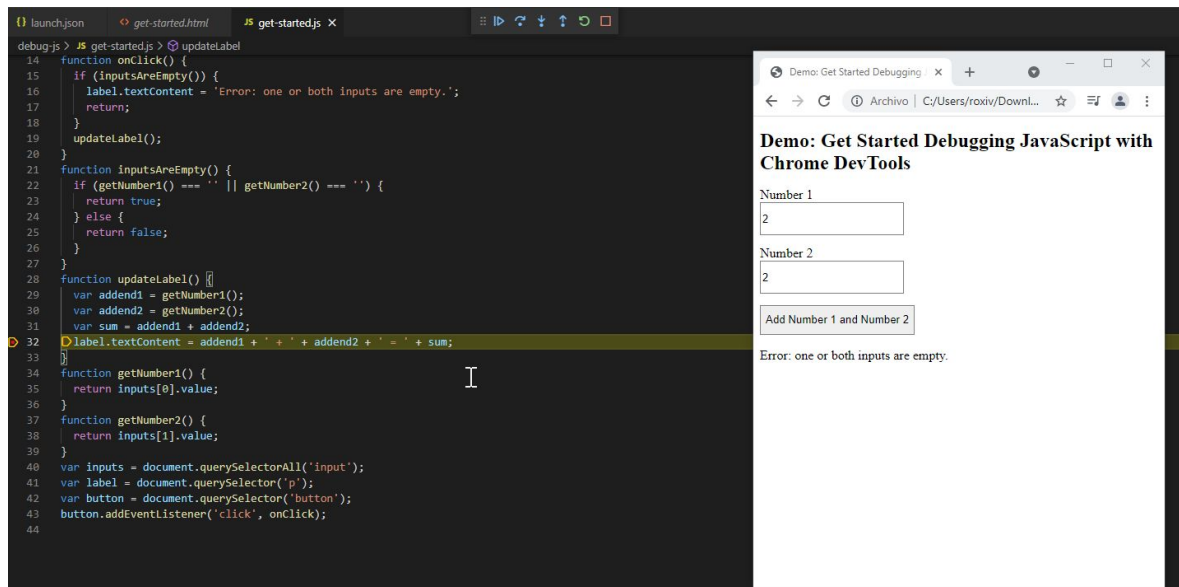 {} launch.json <> get-started.html JS get-started.js ×
debug-js > JS get-started.js > updateLabel
14 function onClick() {
15 if (inputsAreEmpty()) {
16 label.textContent = 'Error: one or both inputs are empty.';
17 return;
18 }
19 updateLabel();
20 }
21 function inputsAreEmpty() {
22 if (getNumber1() === '' || getNumber2() === '') {
23 return true;
24 } else {
25 return false;
26 }
27 }
28 function updateLabel() {
29 var addend1 = getNumber1();
30 var addend2 = getNumber2();
31 var sum = addend1 + addend2;
32 label.textContent = addend1 + ' + ' + addend2 + ' = ' + sum;
33 }
34 function getNumber1() {
35 return inputs[0].value;
36 }
37 function getNumber2() {
38 return inputs[1].value;
39 }
40 var inputs = document.querySelectorAll('input');
41 var label = document.querySelector('p');
42 var button = document.querySelector('button');
43 button.addEventListener('click', onClick);
44
Demo: Get Started Debugging
Archivo | C:/Users/roxiv/Downl...
Demo: Get Started Debugging JavaScript with
Chrome DevTools
Number 1
2
Number 2
2
Add Number 1 and Number 2
Error: one or both inputs are empty.